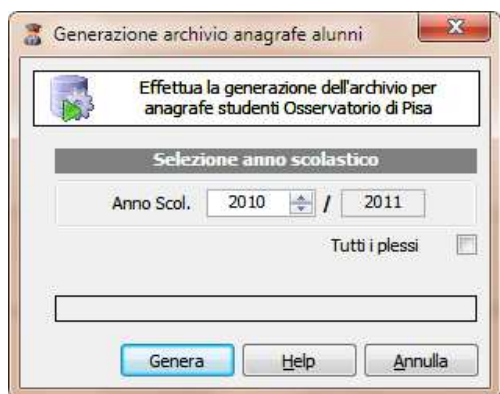 Generazione archivio anagrafe alunni
Effettua la generazione dell'archivio per
anagrafe studenti Osservatorio di Pisa
Selezione anno scolastico
Anno Scol. 2010 / 2011
Tutti i plessi
Genera Help Annulla